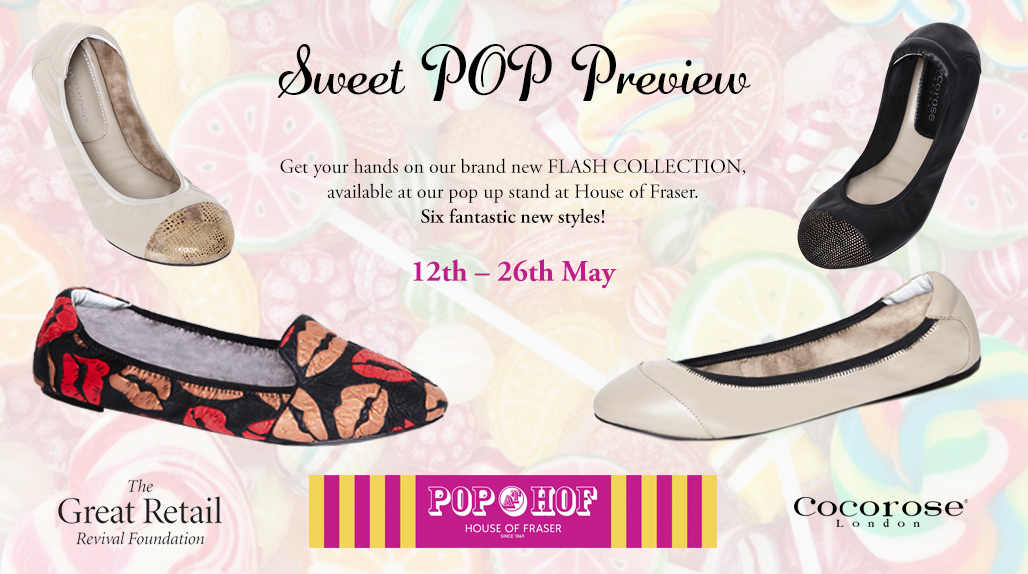 Sweet POP Preview
Get your hands on our brand new FLASH COLLECTION,
available at our pop up stand at House of Fraser.
Six fantastic new styles!
12th – 26th May
The
Great Retail
Revival Foundation
POP AT HOF
HOUSE OF FRASER
SINCE 1849
Cocorose®
London